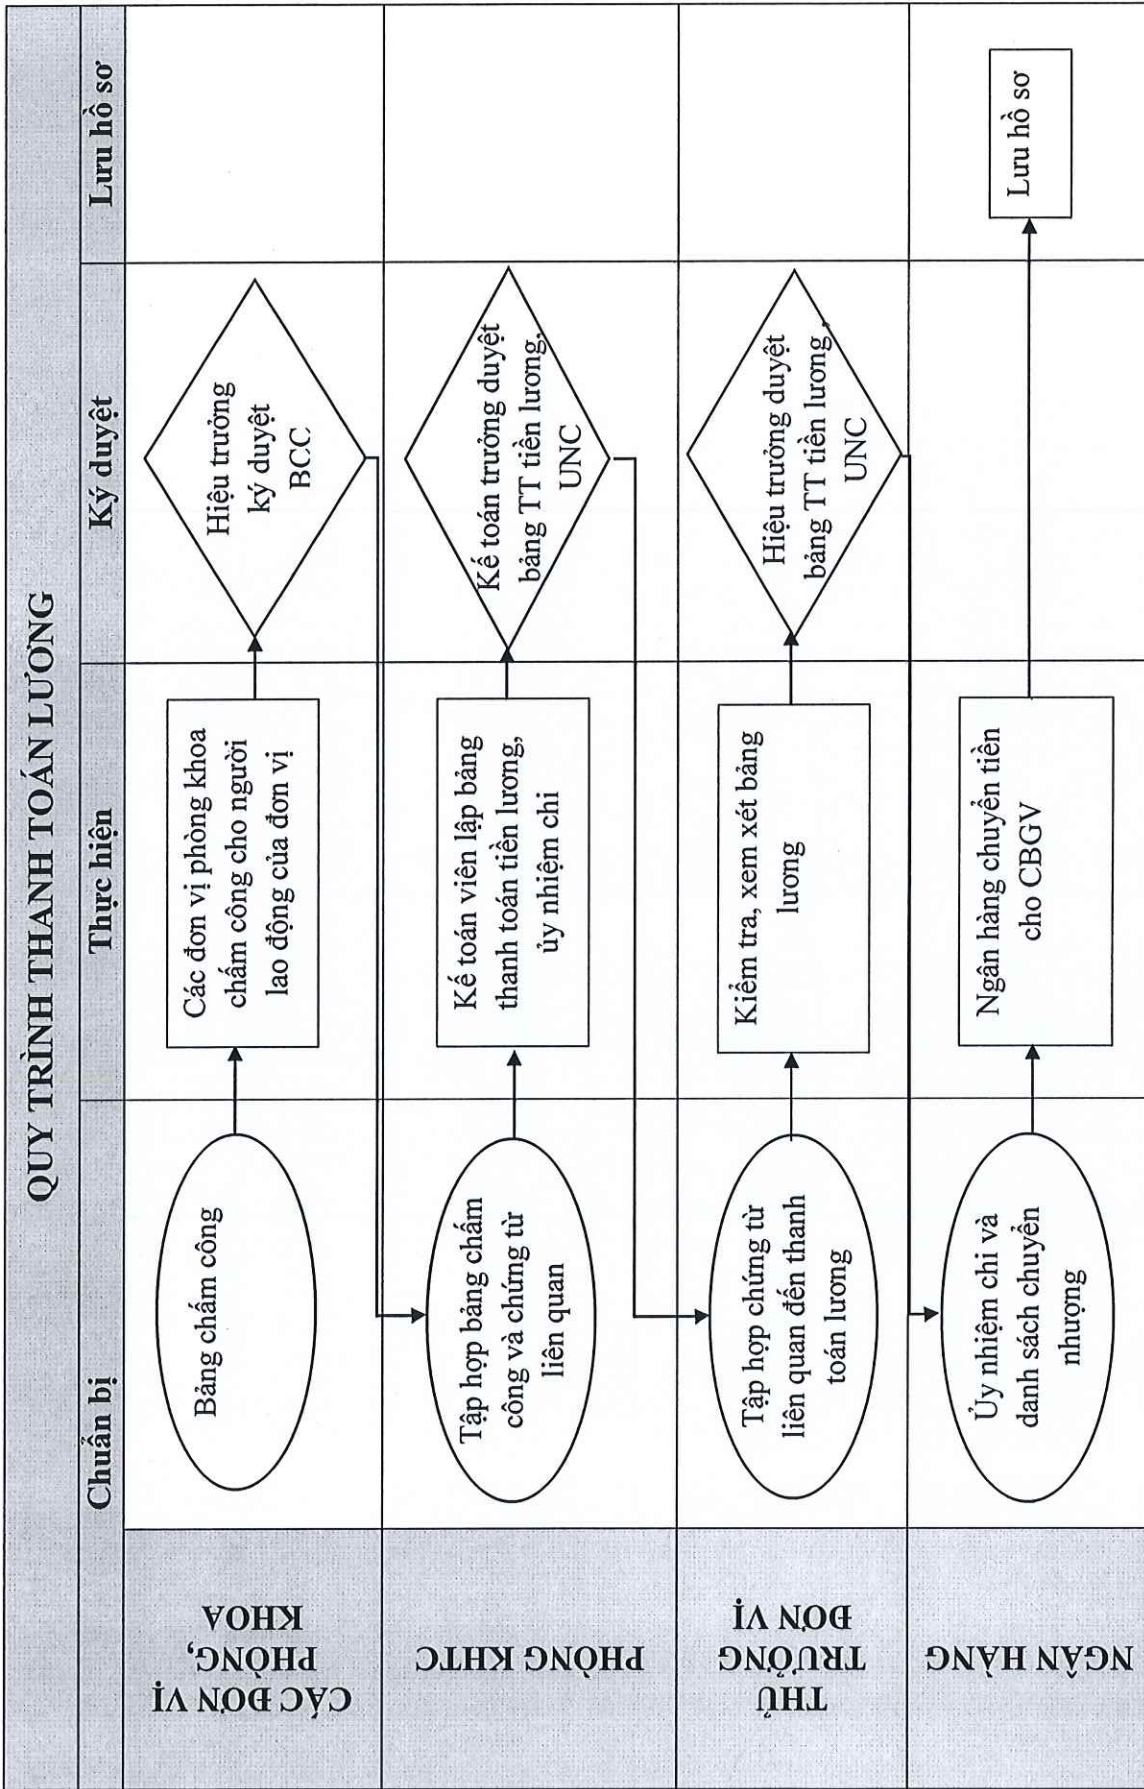 QUY TRÌNH THANH TOÁN LƯƠNG
Chuẩn bị
Thực hiện
Ký duyệt
Lưu hồ sơ
CÁC ĐƠN VỊ
PHÒNG,
KHOA
Bảng chấm công
Các đơn vị phòng khoa
chấm công cho người
lao động của đơn vị
Hiệu trưởng
ký duyệt
BCC
PHÒNG KHTC
Tập hợp bảng chấm
công và chứng từ
liên quan
Kế toán viên lập bảng
thanh toán tiền lương,
ủy nhiệm chi
Kế toán trưởng duyệt
bảng TT tiền lương,
UNC
THỦ
TRƯỞNG
ĐƠN VỊ
Tập hợp chứng từ
liên quan đến thanh
toán lương
Kiểm tra, xem xét bảng
lương
Hiệu trưởng duyệt
bảng TT tiền lương ,
UNC
NGÂN HÀNG
Ủy nhiệm chi và
danh sách chuyển
nhượng
Ngân hàng chuyển tiền
cho CBGV
Lưu hồ sơ